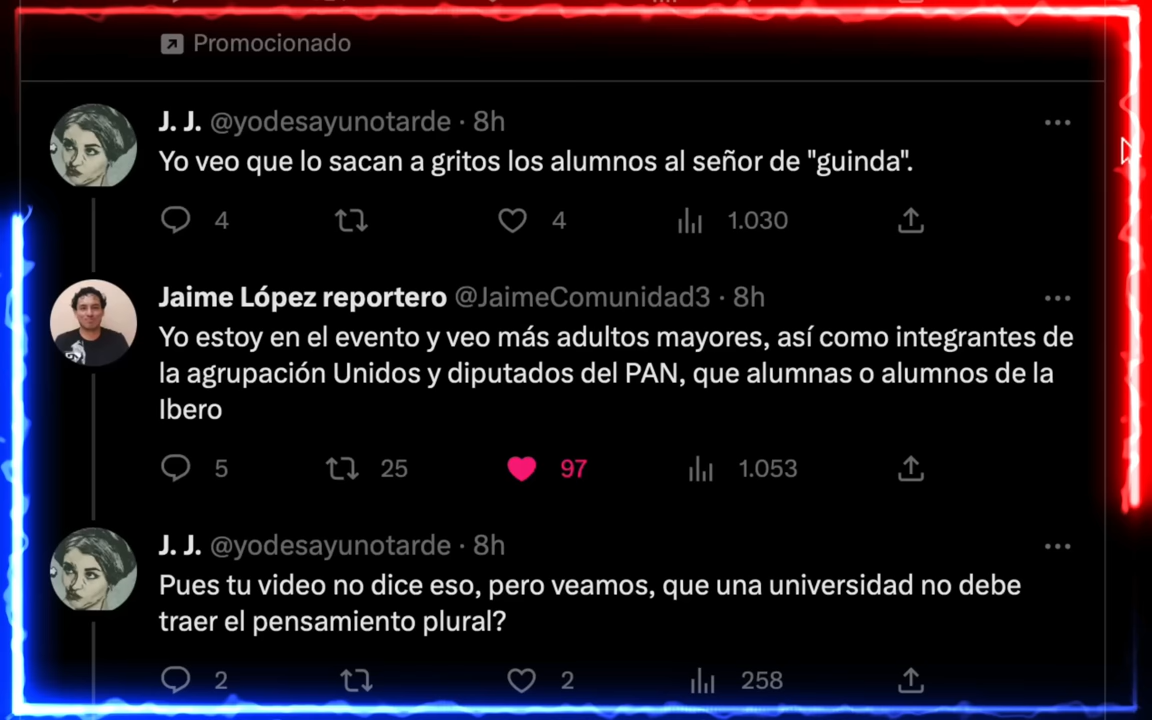 Promocionado
J. J. @yodesayunotarde · 8h
Yo veo que lo sacan a gritos los alumnos al señor de "guinda".
4 4 1.030
Jaime López reportero @JaimeComunidad3 · 8h
Yo estoy en el evento y veo más adultos mayores, así como integrantes de
la agrupación Unidos y diputados del PAN, que alumnas o alumnos de la
Ibero
5 25 97 1.053
J. J. @yodesayunotarde · 8h
Pues tu video no dice eso, pero veamos, que una universidad no debe
traer el pensamiento plural?
2 2 258